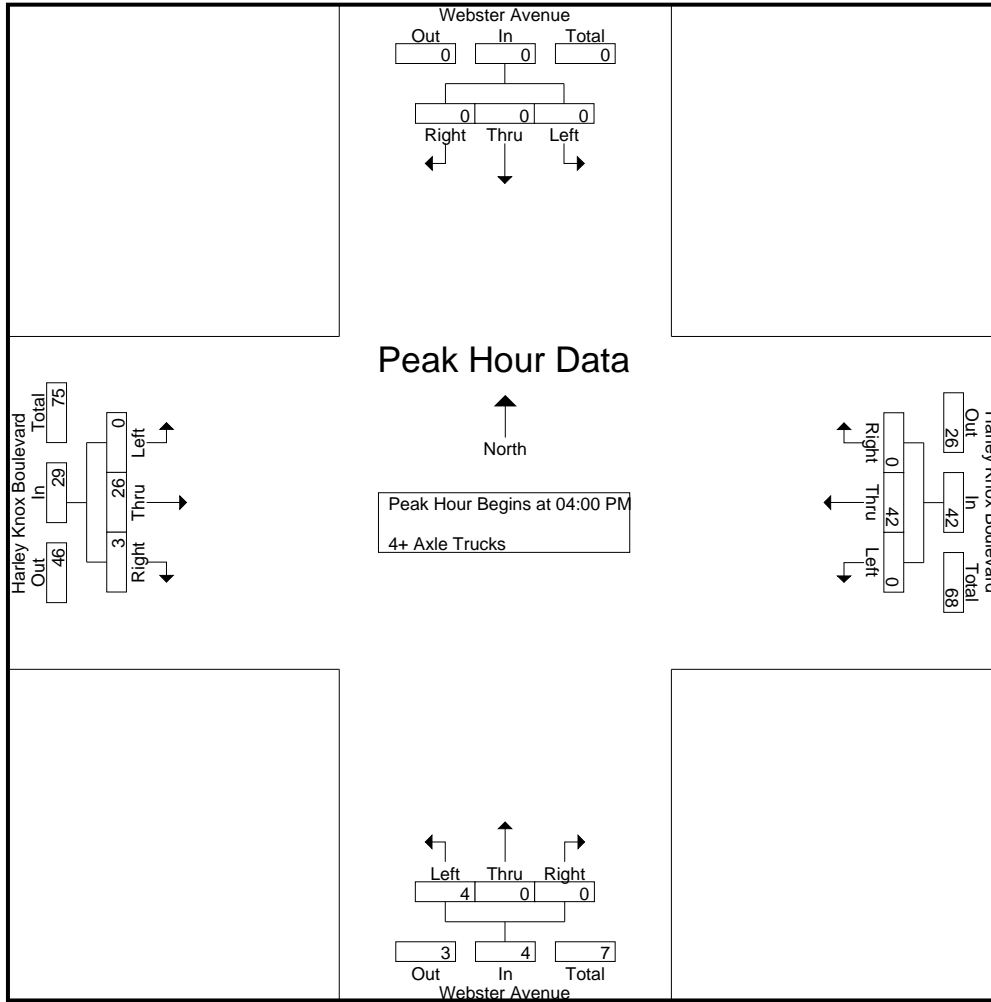 Webster Avenue
Out In Total
0 0 0
0 0 0
Right Thru Left
Peak Hour Data
North
Peak Hour Begins at 04:00 PM
4+ Axle Trucks
Harley Knox Boulevard
Total In Out
75 29 46
0 26 3
Left Thru Right
Right Thru Left
0 42 0
26 42 68
Out In Total
Harley Knox Boulevard
Left Thru Right
4 0 0
3 4 7
Out In Total
Webster Avenue